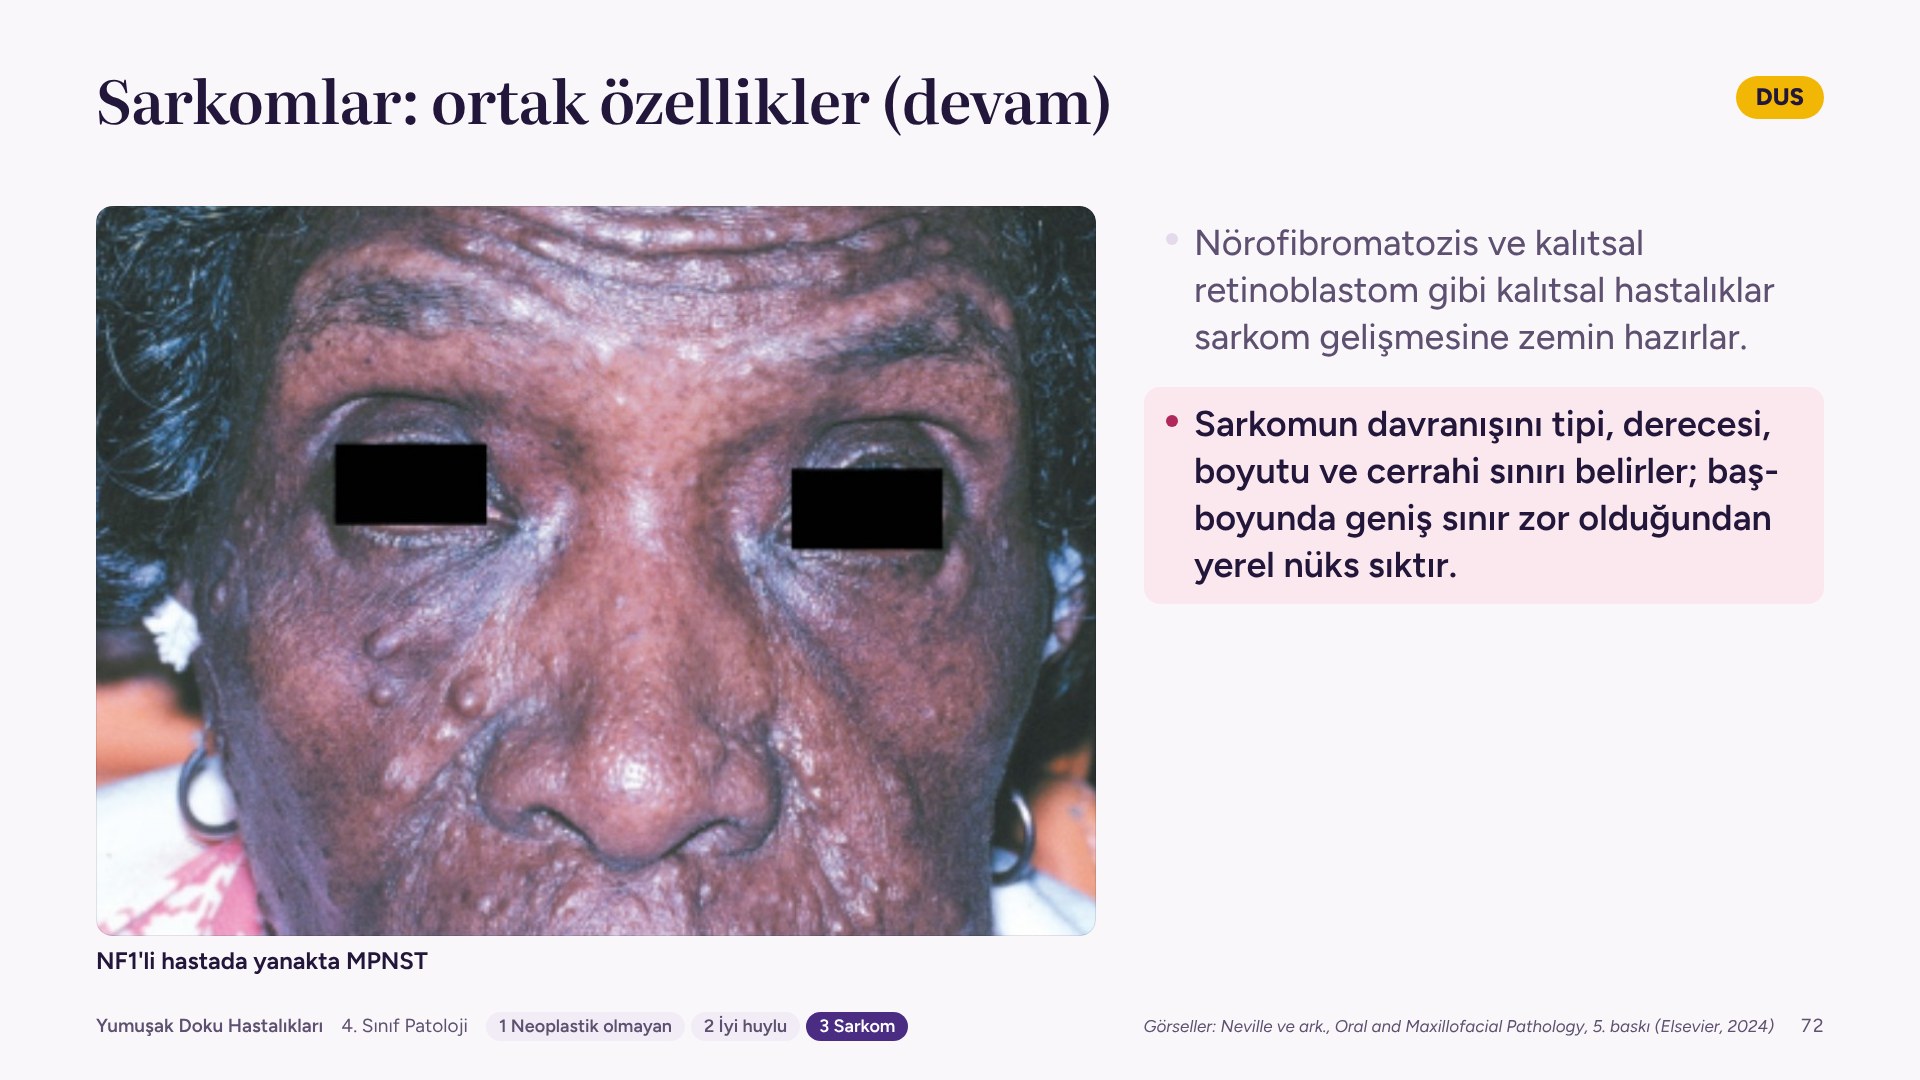 Sarkomlar: ortak özellikler (devam)
DUS
Nörofibromatozis ve kalıtsal
retinoblastom gibi kalıtsal hastalıklar
sarkom gelişmesine zemin hazırlar.
Sarkomun davranışını tipi, derecesi,
boyutu ve cerrahi sınırı belirler; baş-
boyunda geniş sınır zor olduğundan
yerel nüks sıktır.
NF1'li hastada yanakta MPNST
Yumuşak Doku Hastalıkları 4. Sınıf Patoloji 1 Neoplastik olmayan 2 İyi huylu 3 Sarkom
Görseller: Neville ve ark., Oral and Maxillofacial Pathology, 5. baskı (Elsevier, 2024) 72